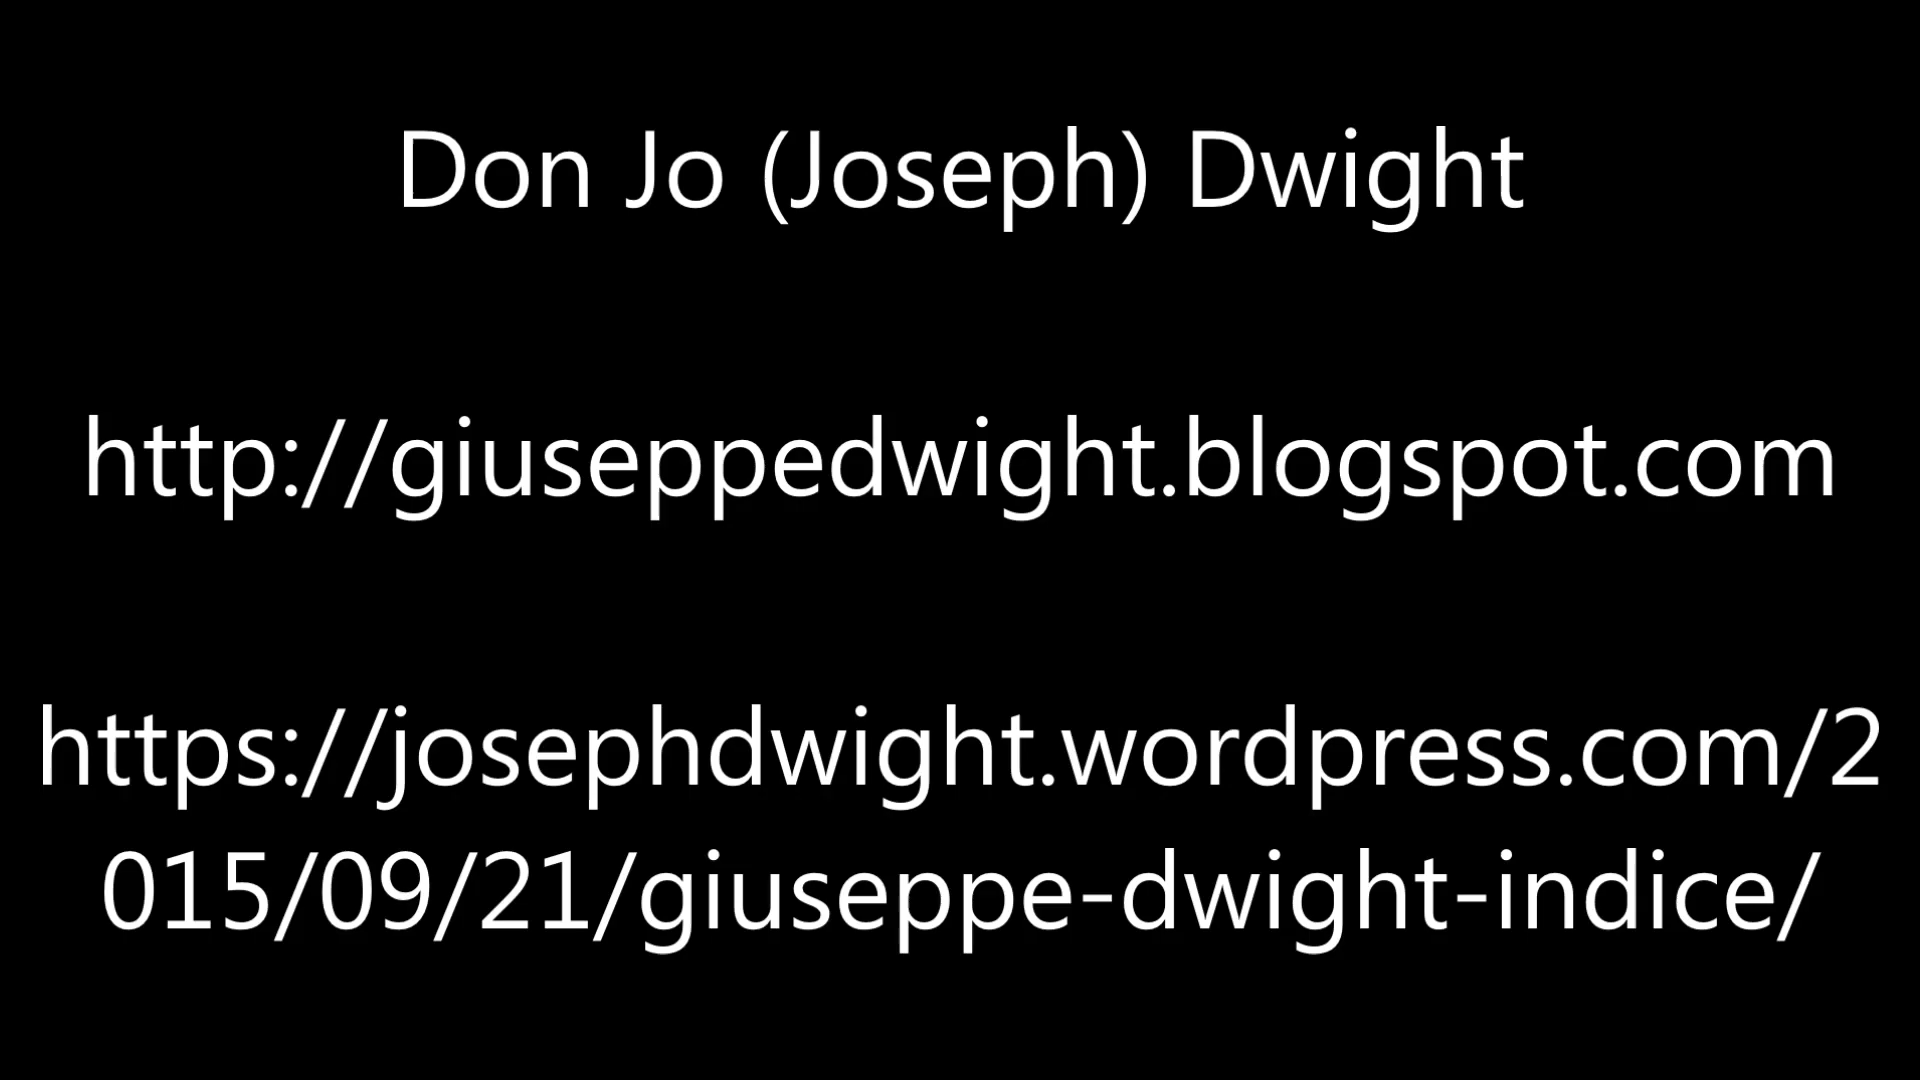 Don Jo (Joseph) Dwight
http://giuseppedwight.blogspot.com
https://josephdwight.wordpress.com/2
015/09/21/giuseppe-dwight-indice/